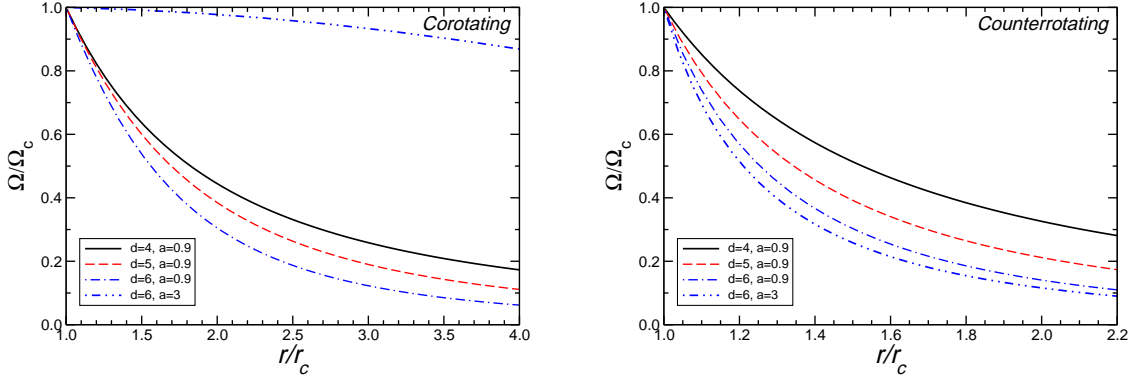 Corotating
Ω/Ω_c
1.0
0.8
0.6
0.4
0.2
0.0
d=4, a=0.9
d=5, a=0.9
d=6, a=0.9
d=6, a=3
1.0 1.5 2.0 2.5 3.0 3.5 4.0
r/r_c
Counterrotating
Ω/Ω_c
1.0
0.8
0.6
0.4
0.2
0.0
d=4, a=0.9
d=5, a=0.9
d=6, a=0.9
d=6, a=3
1.0 1.2 1.4 1.6 1.8 2.0 2.2
r/r_c